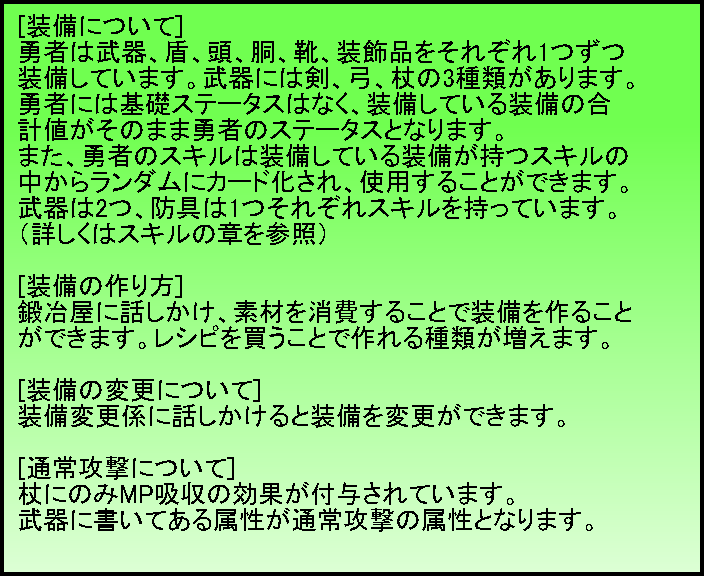 [装備について]
勇者は武器、盾、頭、胴、靴、装飾品をそれぞれ1つずつ
装備しています。武器には剣、弓、杖の3種類があります。
勇者には基礎ステータスはなく、装備している装備の合
計値がそのまま勇者のステータスとなります。
また、勇者のスキルは装備している装備が持つスキルの
中からランダムにカード化され、使用することができます。
武器は2つ、防具は1つそれぞれスキルを持っています。
（詳しくはスキルの章を参照）
[装備の作り方]
鍛冶屋に話しかけ、素材を消費することで装備を作ること
ができます。レシピを買うことで作れる種類が増えます。
[装備の変更について]
装備変更係に話しかけると装備を変更ができます。
[通常攻撃について]
杖にのみMP吸収の効果が付与されています。
武器に書いてある属性が通常攻撃の属性となります。